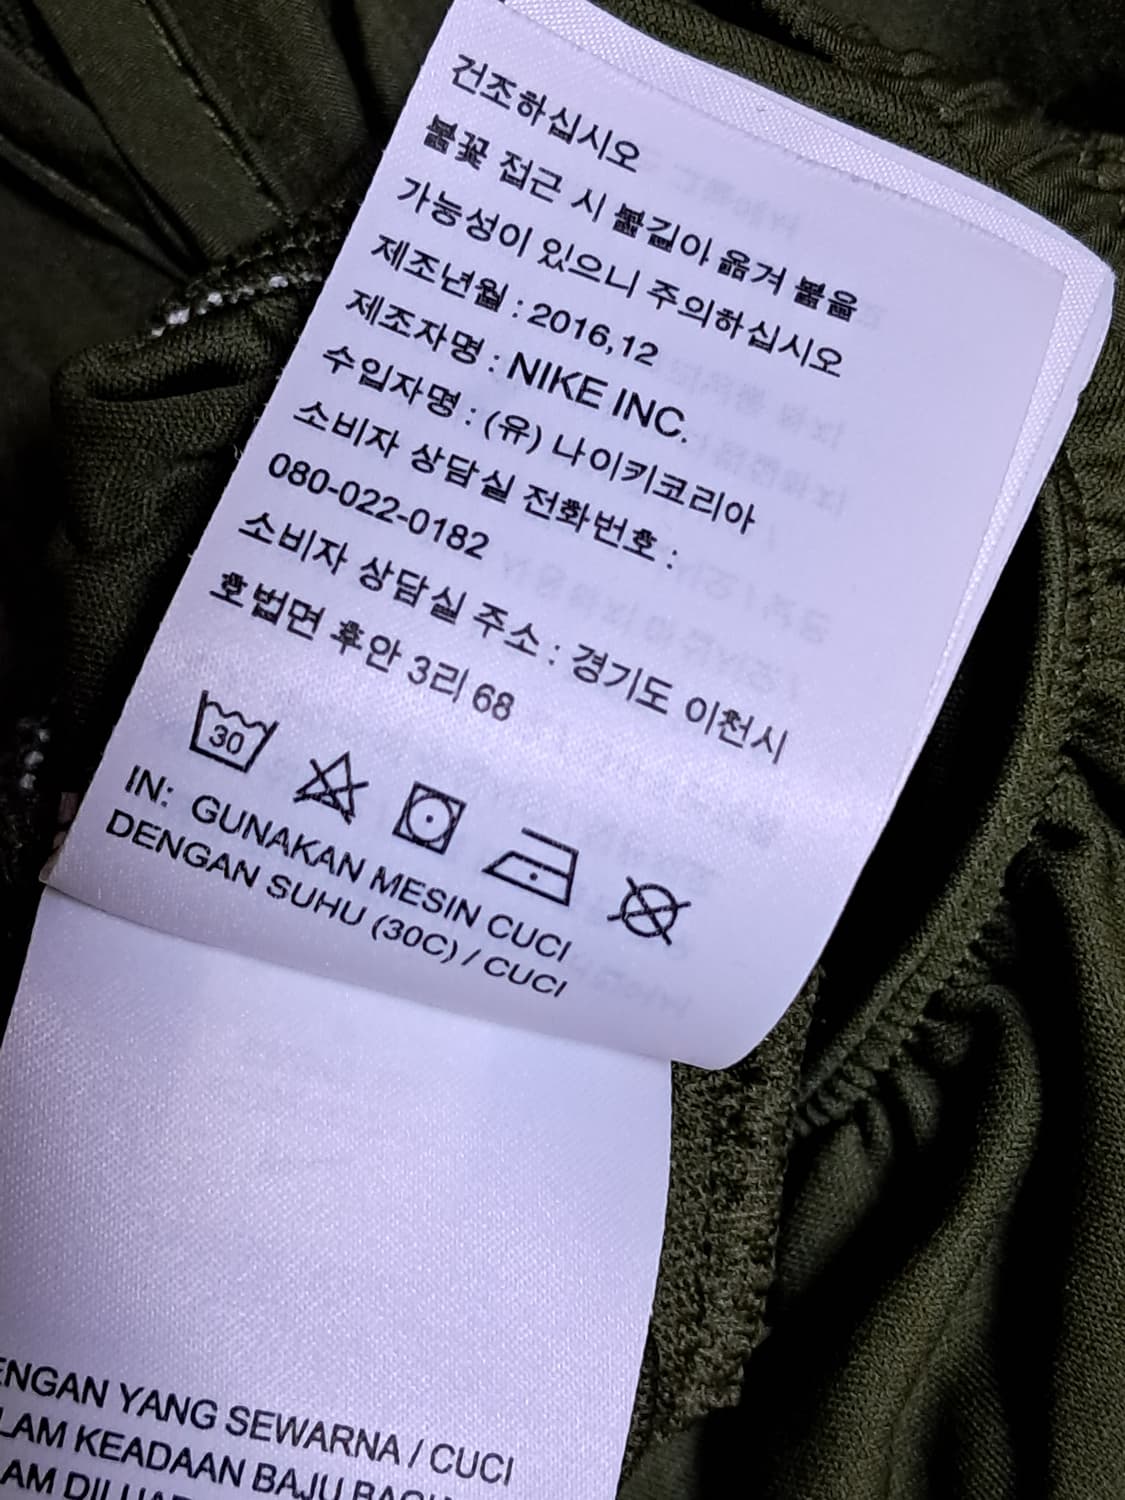 건조하십시오
불꽃 접근 시 불길이 옮겨 붙을
가능성이 있으니 주의하십시오
제조년월 : 2016,12
제조자명 : NIKE INC.
수입자명 : (유) 나이키코리아
소비자 상담실 전화번호 :
080-022-0182
소비자 상담실 주소 : 경기도 이천시
호법면 후안 3리 68
30
IN: GUNAKAN MESIN CUCI
DENGAN SUHU (30C) / CUCI
YANG SEWARNA / CUCI
KEADAAN BAJU